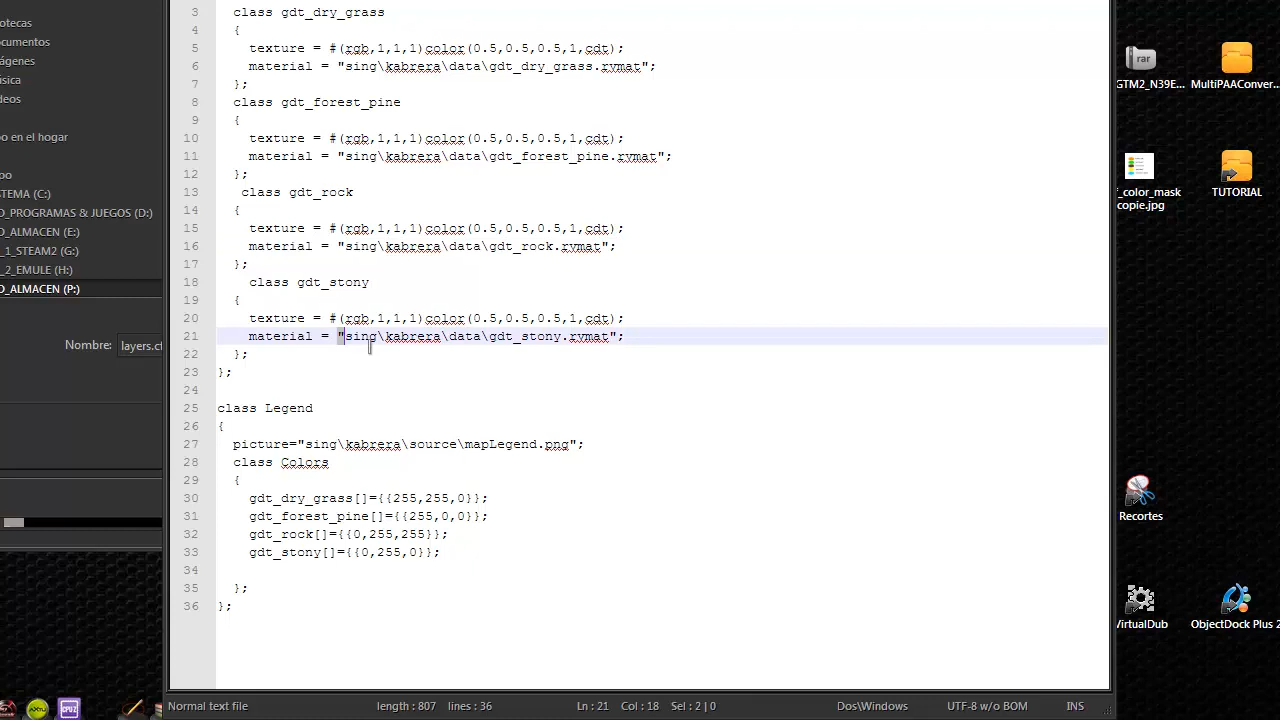 otecas
ocumentos
ágenes
úsica
deos
po en el hogar
ipo
STEMA (C:)
O_PROGRAMAS & JUEGOS (D:)
O_ALMACEN (E:)
_1_STEAM2 (G:)
_2_EMULE (H:)
O_ALMACEN (P:)
Nombre: layers.cf
3 class gdt_dry_grass
4 {
5 texture = #(rgb,1,1,1)color(0.5,0.5,0.5,1,cdt);
6 material = "sing\kabrera\data\gdt_dry_grass.rvmat";
7 };
8 class gdt_forest_pine
9 {
10 texture = #(rgb,1,1,1)color(0.5,0.5,0.5,1,cdt);
11 material = "sing\kabrera\data\gdt_forest_pine.rvmat";
12 };
13 class gdt_rock
14 {
15 texture = #(rgb,1,1,1)color(0.5,0.5,0.5,1,cdt);
16 material = "sing\kabrera\data\gdt_rock.rvmat";
17 };
18 class gdt_stony
19 {
20 texture = #(rgb,1,1,1)color(0.5,0.5,0.5,1,cdt);
21 material = "sing\kabrera\data\gdt_stony.rvmat";
22 };
23 };
24
25 class Legend
26 {
27 picture="sing\kabrera\source\mapLegend.png";
28 class Colors
29 {
30 gdt_dry_grass[]={{255,255,0}};
31 gdt_forest_pine[]={{255,0,0}};
32 gdt_rock[]={{0,255,255}};
33 gdt_stony[]={{0,255,0}};
34
35 };
36 };
Normal text file length : 807 lines : 36 Ln : 21 Col : 18 Sel : 2 | 0 Dos\Windows UTF-8 w/o BOM INS
rar
GTM2_N39E...
MultiPAAConver...
f_color_mask
copie.jpg
TUTORIAL
Recortes
VirtualDub
ObjectDock Plus 2